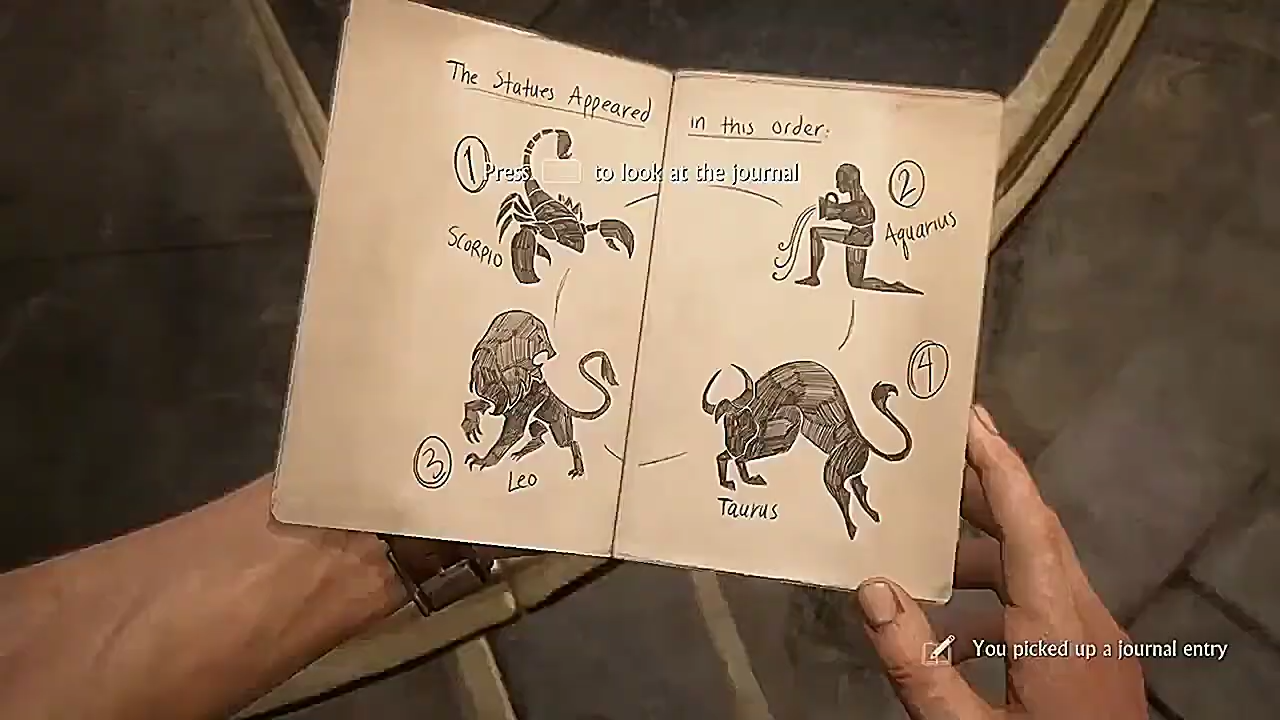 The Statues Appeared
in this order:
1
Press to look at the journal
2
SCORPIO
Aquarius
3
Leo
4
Taurus
You picked up a journal entry